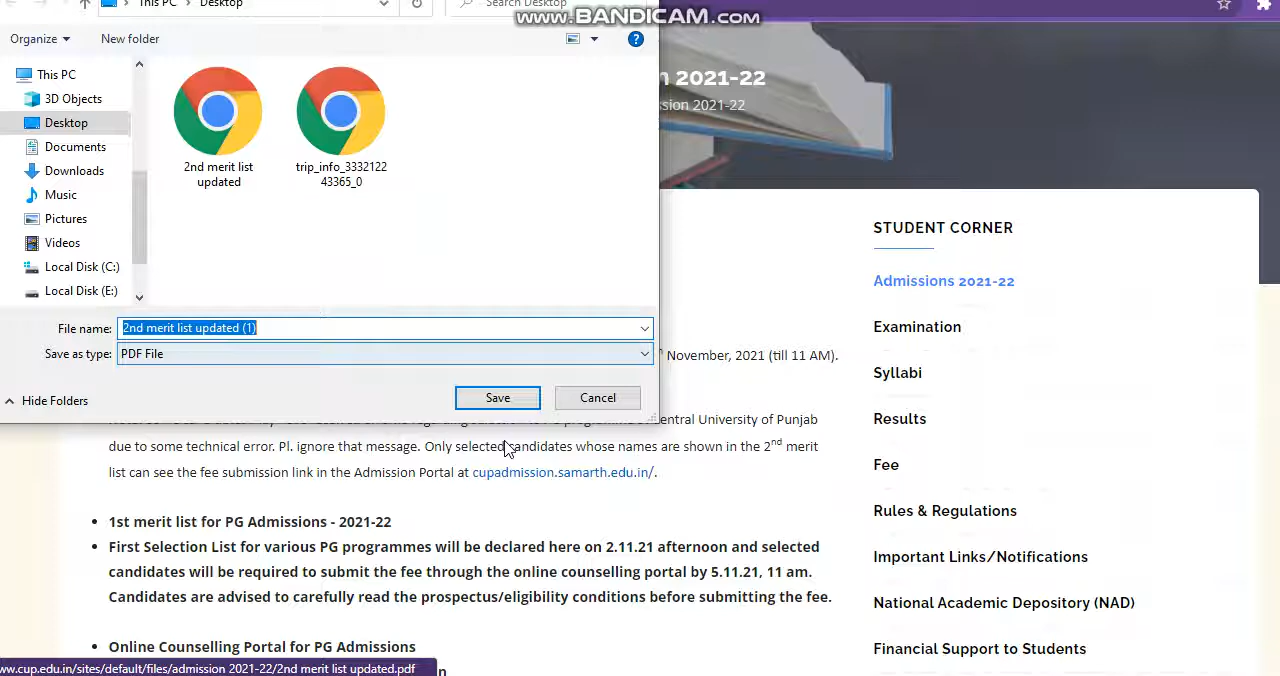 This PC > Desktop
Search Desktop
WWW.BANDICAM.COM
Organize
New folder
n 2021-22
ssion 2021-22
This PC
3D Objects
Desktop
Documents
Downloads
Music
Pictures
Videos
Local Disk (C:)
Local Disk (E:)
2nd merit list
updated
trip_info_3332122
43365_0
File name: 2nd merit list updated (1)
Save as type: PDF File
Hide Folders
Save
Cancel
November, 2021 (till 11 AM).
entral University of Punjab
due to some technical error. Pl. ignore that message. Only selected candidates whose names are shown in the 2nd merit
list can see the fee submission link in the Admission Portal at cupadmission.samarth.edu.in/.
• 1st merit list for PG Admissions - 2021-22
• First Selection List for various PG programmes will be declared here on 2.11.21 afternoon and selected
candidates will be required to submit the fee through the online counselling portal by 5.11.21, 11 am.
Candidates are advised to carefully read the prospectus/eligibility conditions before submitting the fee.
• Online Counselling Portal for PG Admissions
ww.cup.edu.in/sites/default/files/admission 2021-22/2nd merit list updated.pdf
STUDENT CORNER
Admissions 2021-22
Examination
Syllabi
Results
Fee
Rules & Regulations
Important Links/Notifications
National Academic Depository (NAD)
Financial Support to Students